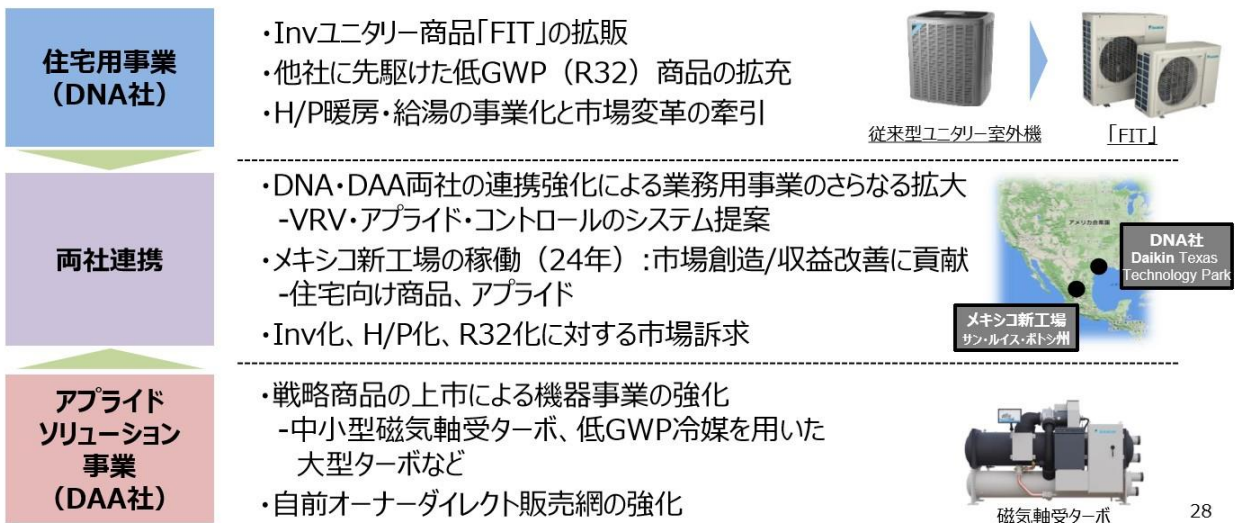 住宅用事業
（DNA社）
・Invユニタリー商品「FIT」の拡販
・他社に先駆けた低GWP（R32）商品の拡充
・H/P暖房・給湯の事業化と市場変革の牽引
従来型ユニタリー室外機
「FIT」
両社連携
・DNA・DAA両社の連携強化による業務用事業のさらなる拡大
-VRV・アプライド・コントロールのシステム提案
・メキシコ新工場の稼働（24年）:市場創造/収益改善に貢献
-住宅向け商品、アプライド
・Inv化、H/P化、R32化に対する市場訴求
アメリカ合衆国
DNA社
Daikin Texas
Technology Park
メキシコ新工場
サン・ルイス・ポトシ州
アプライド
ソリューション
事業
（DAA社）
・戦略商品の上市による機器事業の強化
-中小型磁気軸受ターボ、低GWP冷媒を用いた
大型ターボなど
・自前オーナーダイレクト販売網の強化
磁気軸受ターボ
28